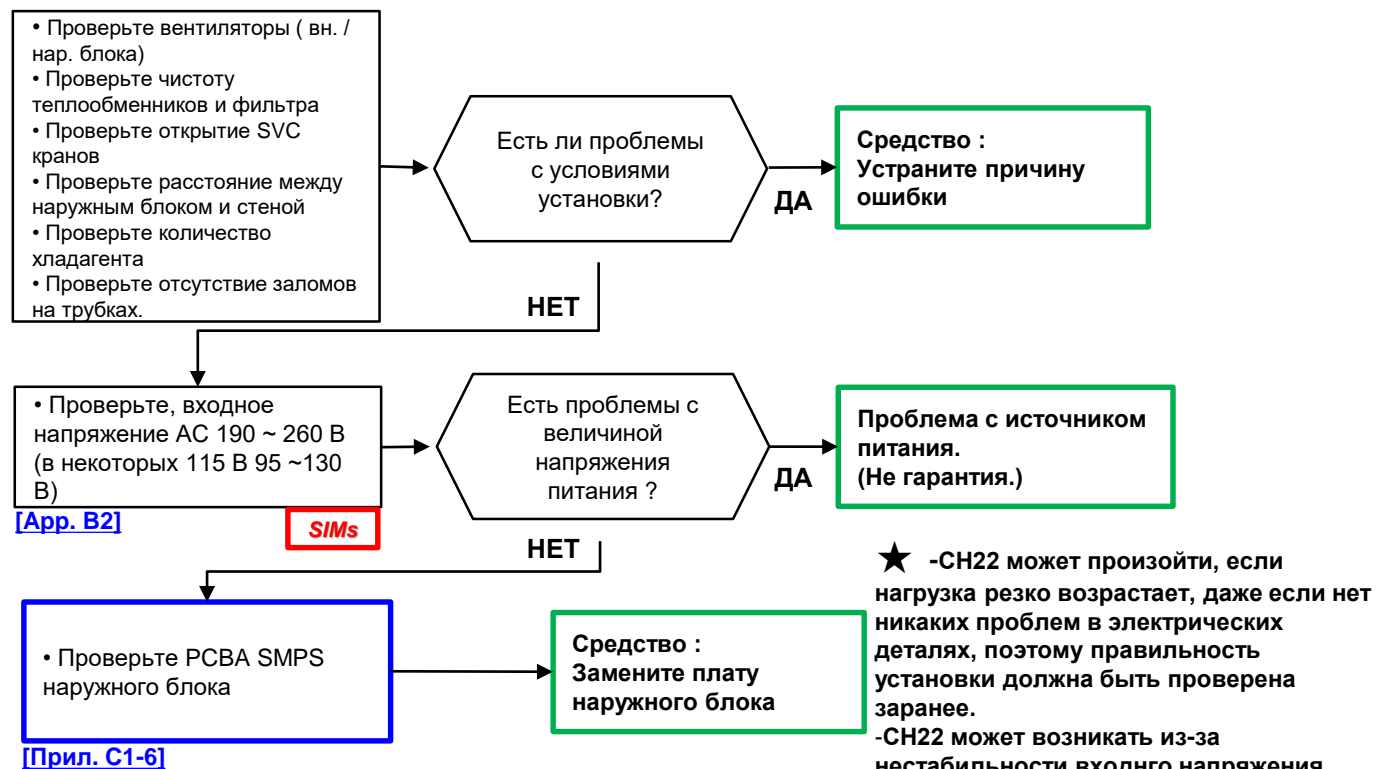 • Проверьте вентиляторы ( вн. /
нар. блока)
• Проверьте чистоту
теплообменников и фильтра
• Проверьте открытие SVC
кранов
• Проверьте расстояние между
наружным блоком и стеной
• Проверьте количество
хладагента
• Проверьте отсутствие заломов
на трубках.
Есть ли проблемы
с условиями
установки?
ДА
Средство :
Устраните причину
ошибки
НЕТ
• Проверьте, входное
напряжение AC 190 ~ 260 В
(в некоторых 115 В 95 ~130
В)
[App. B2]
SIMs
Есть проблемы с
величиной
напряжения
питания ?
ДА
Проблема с источником
питания.
(Не гарантия.)
НЕТ
• Проверьте PCBA SMPS
наружного блока
[Прил. C1-6]
Средство :
Замените плату
наружного блока
★ -CH22 может произойти, если
нагрузка резко возрастает, даже если нет
никаких проблем в электрических
деталях, поэтому правильность
установки должна быть проверена
заранее.
-CH22 может возникать из-за
нестабильности входнго напряжения